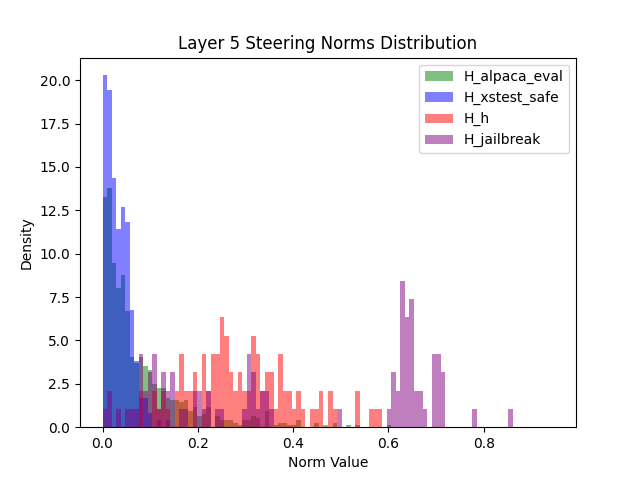 Layer 5 Steering Norms Distribution
H_alpaca_eval
H_xstest_safe
H_h
H_jailbreak
Density
20.0
17.5
15.0
12.5
10.0
7.5
5.0
2.5
0.0
0.0 0.2 0.4 0.6 0.8
Norm Value